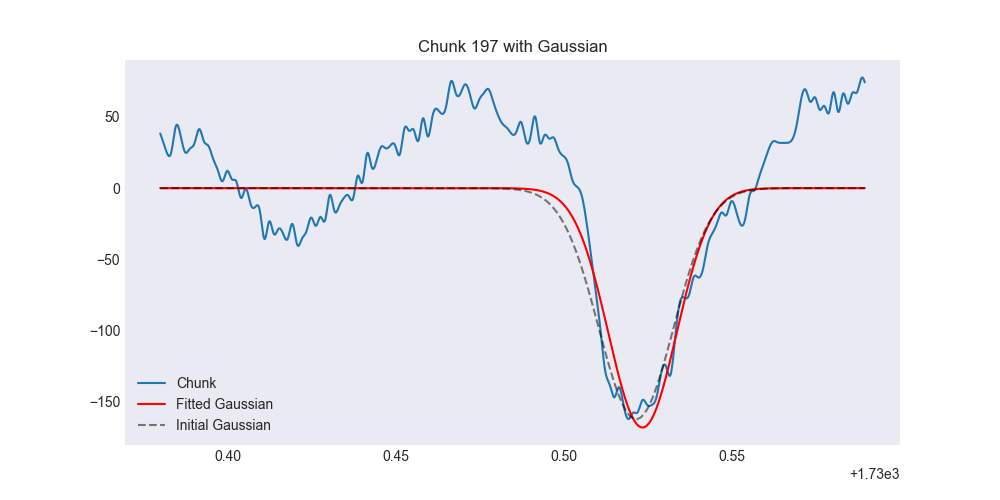 Chunk 197 with Gaussian
50
0
−50
−100
−150
Chunk
Fitted Gaussian
Initial Gaussian
0.40 0.45 0.50 0.55
+1.73e3